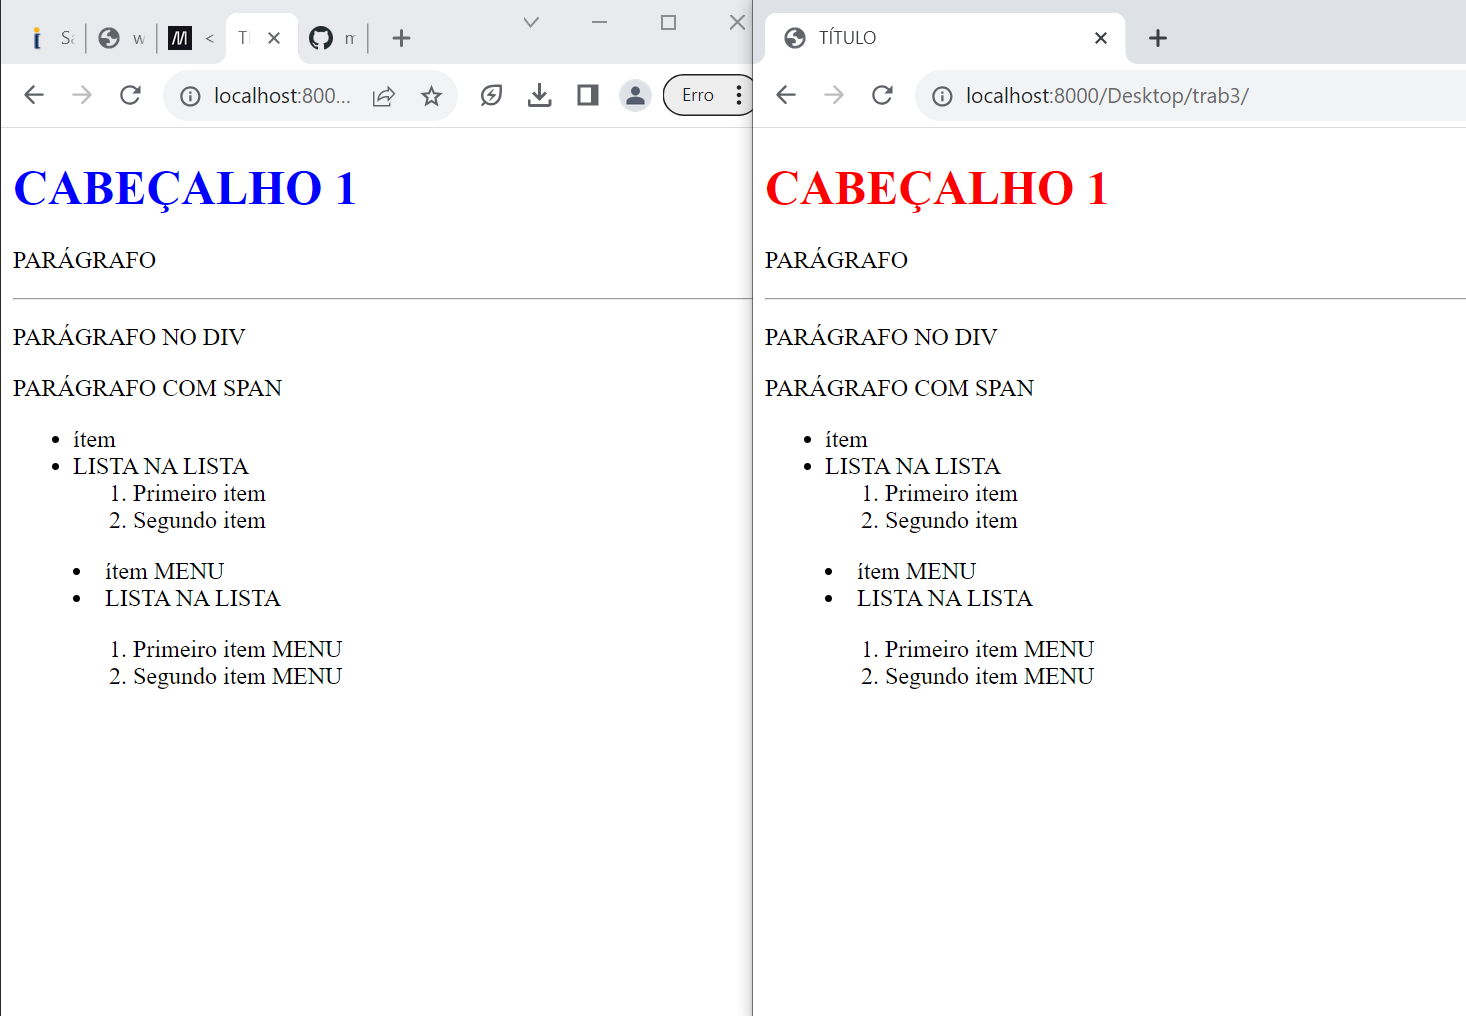 w
<
localhost:800...
Erro
CABEÇALHO 1
PARÁGRAFO
PARÁGRAFO NO DIV
PARÁGRAFO COM SPAN
• ítem
• LISTA NA LISTA
1. Primeiro item
2. Segundo item
• ítem MENU
• LISTA NA LISTA
1. Primeiro item MENU
2. Segundo item MENU
TÍTULO
localhost:8000/Desktop/trab3/
CABEÇALHO 1
PARÁGRAFO
PARÁGRAFO NO DIV
PARÁGRAFO COM SPAN
• ítem
• LISTA NA LISTA
1. Primeiro item
2. Segundo item
• ítem MENU
• LISTA NA LISTA
1. Primeiro item MENU
2. Segundo item MENU